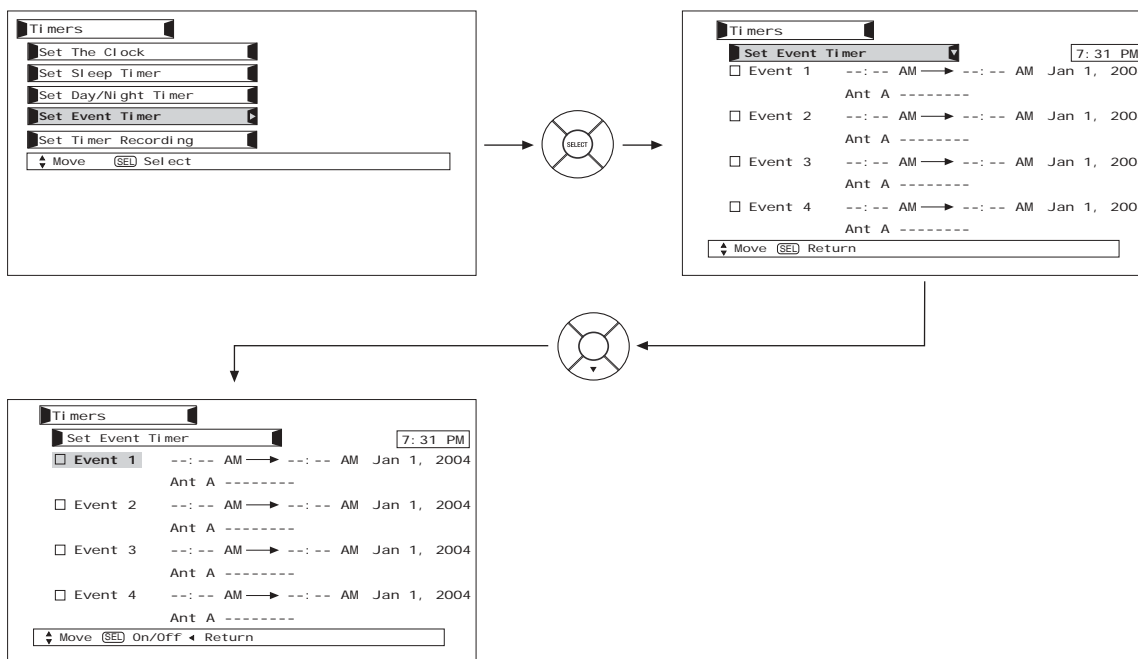 Timers
Set The Clock
Set Sleep Timer
Set Day/Night Timer
Set Event Timer
Set Timer Recording
Move SEL Select
SELECT
Timers
Set Event Timer
7:31 PM
Event 1 --:-- AM --:-- AM Jan 1, 200
Ant A --------
Event 2 --:-- AM --:-- AM Jan 1, 200
Ant A --------
Event 3 --:-- AM --:-- AM Jan 1, 200
Ant A --------
Event 4 --:-- AM --:-- AM Jan 1, 200
Ant A --------
Move SEL Return
Timers
Set Event Timer
7:31 PM
Event 1 --:-- AM --:-- AM Jan 1, 2004
Ant A --------
Event 2 --:-- AM --:-- AM Jan 1, 2004
Ant A --------
Event 3 --:-- AM --:-- AM Jan 1, 2004
Ant A --------
Event 4 --:-- AM --:-- AM Jan 1, 2004
Ant A --------
Move SEL On/Off Return